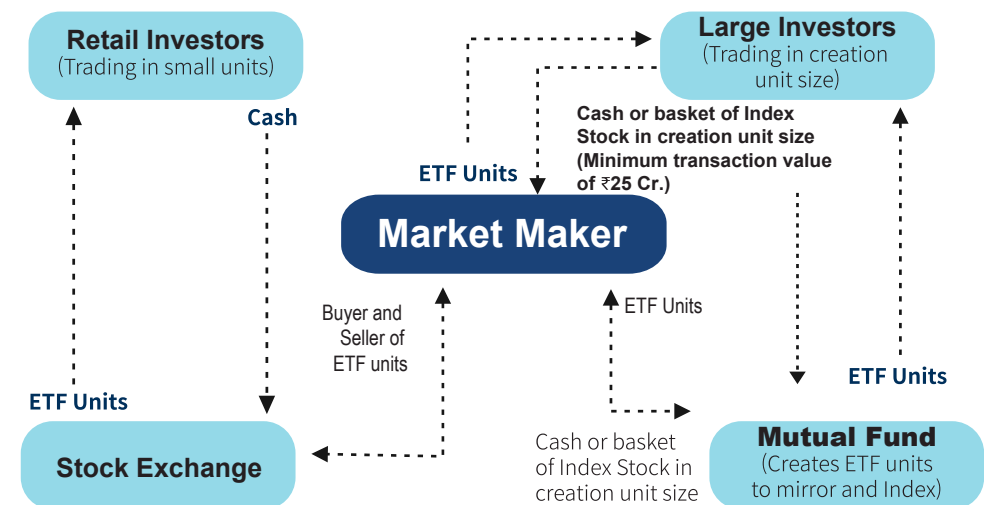 Retail Investors
(Trading in small units)
Large Investors
(Trading in creation
unit size)
Cash
Cash or basket of Index
Stock in creation unit size
(Minimum transaction value
of ₹25 Cr.)
ETF Units
Market Maker
Buyer and
Seller of
ETF units
ETF Units
ETF Units
ETF Units
Stock Exchange
Cash or basket
of Index Stock in
creation unit size
Mutual Fund
(Creates ETF units
to mirror and Index)